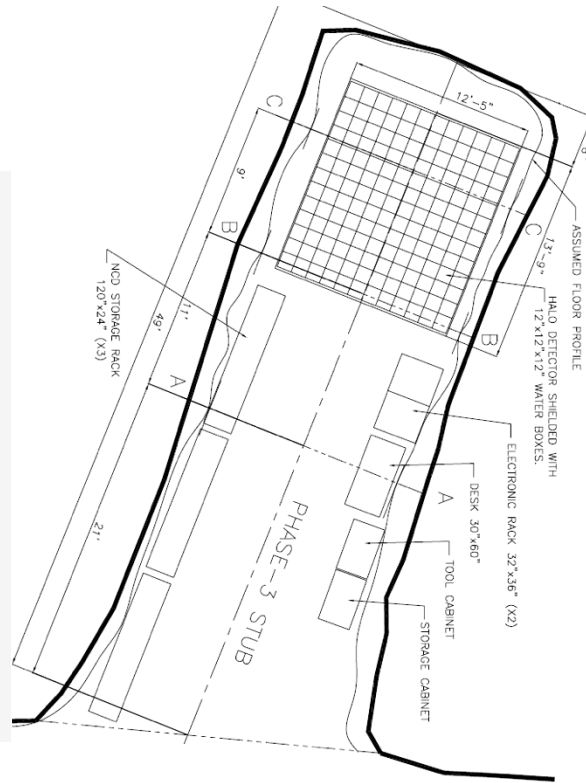 12'-5"
C
9'
B
11'
A
49'
21'
NCD STORAGE RACK
120"x24" (X3)
C
13'-9"
B
A
ASSUMED FLOOR PROFILE
HALO DETECTOR SHIELDED WITH
12"x12"x12" WATER BOXES.
ELECTRONIC RACK 32"x36" (X2)
DESK 30"x60"
TOOL CABINET
STORAGE CABINET
PHASE-3 STUB